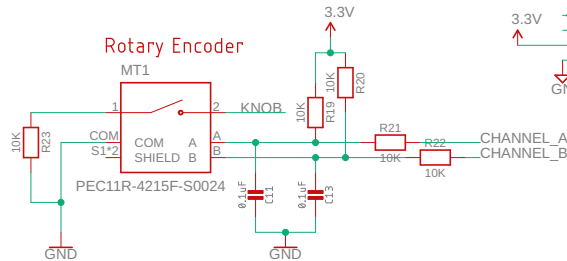 3.3V
3.3V
Rotary Encoder
MT1
10K
R20
10K
R19
1
2
KNOB
10K
R23
COM
COM
A
A
R21
CHANNEL_A
S1*2
SHIELD
B
B
10K
R22
CHANNEL_B
10K
PEC11R-4215F-S0024
0.1uF
C11
0.1uF
C13
GND
GND